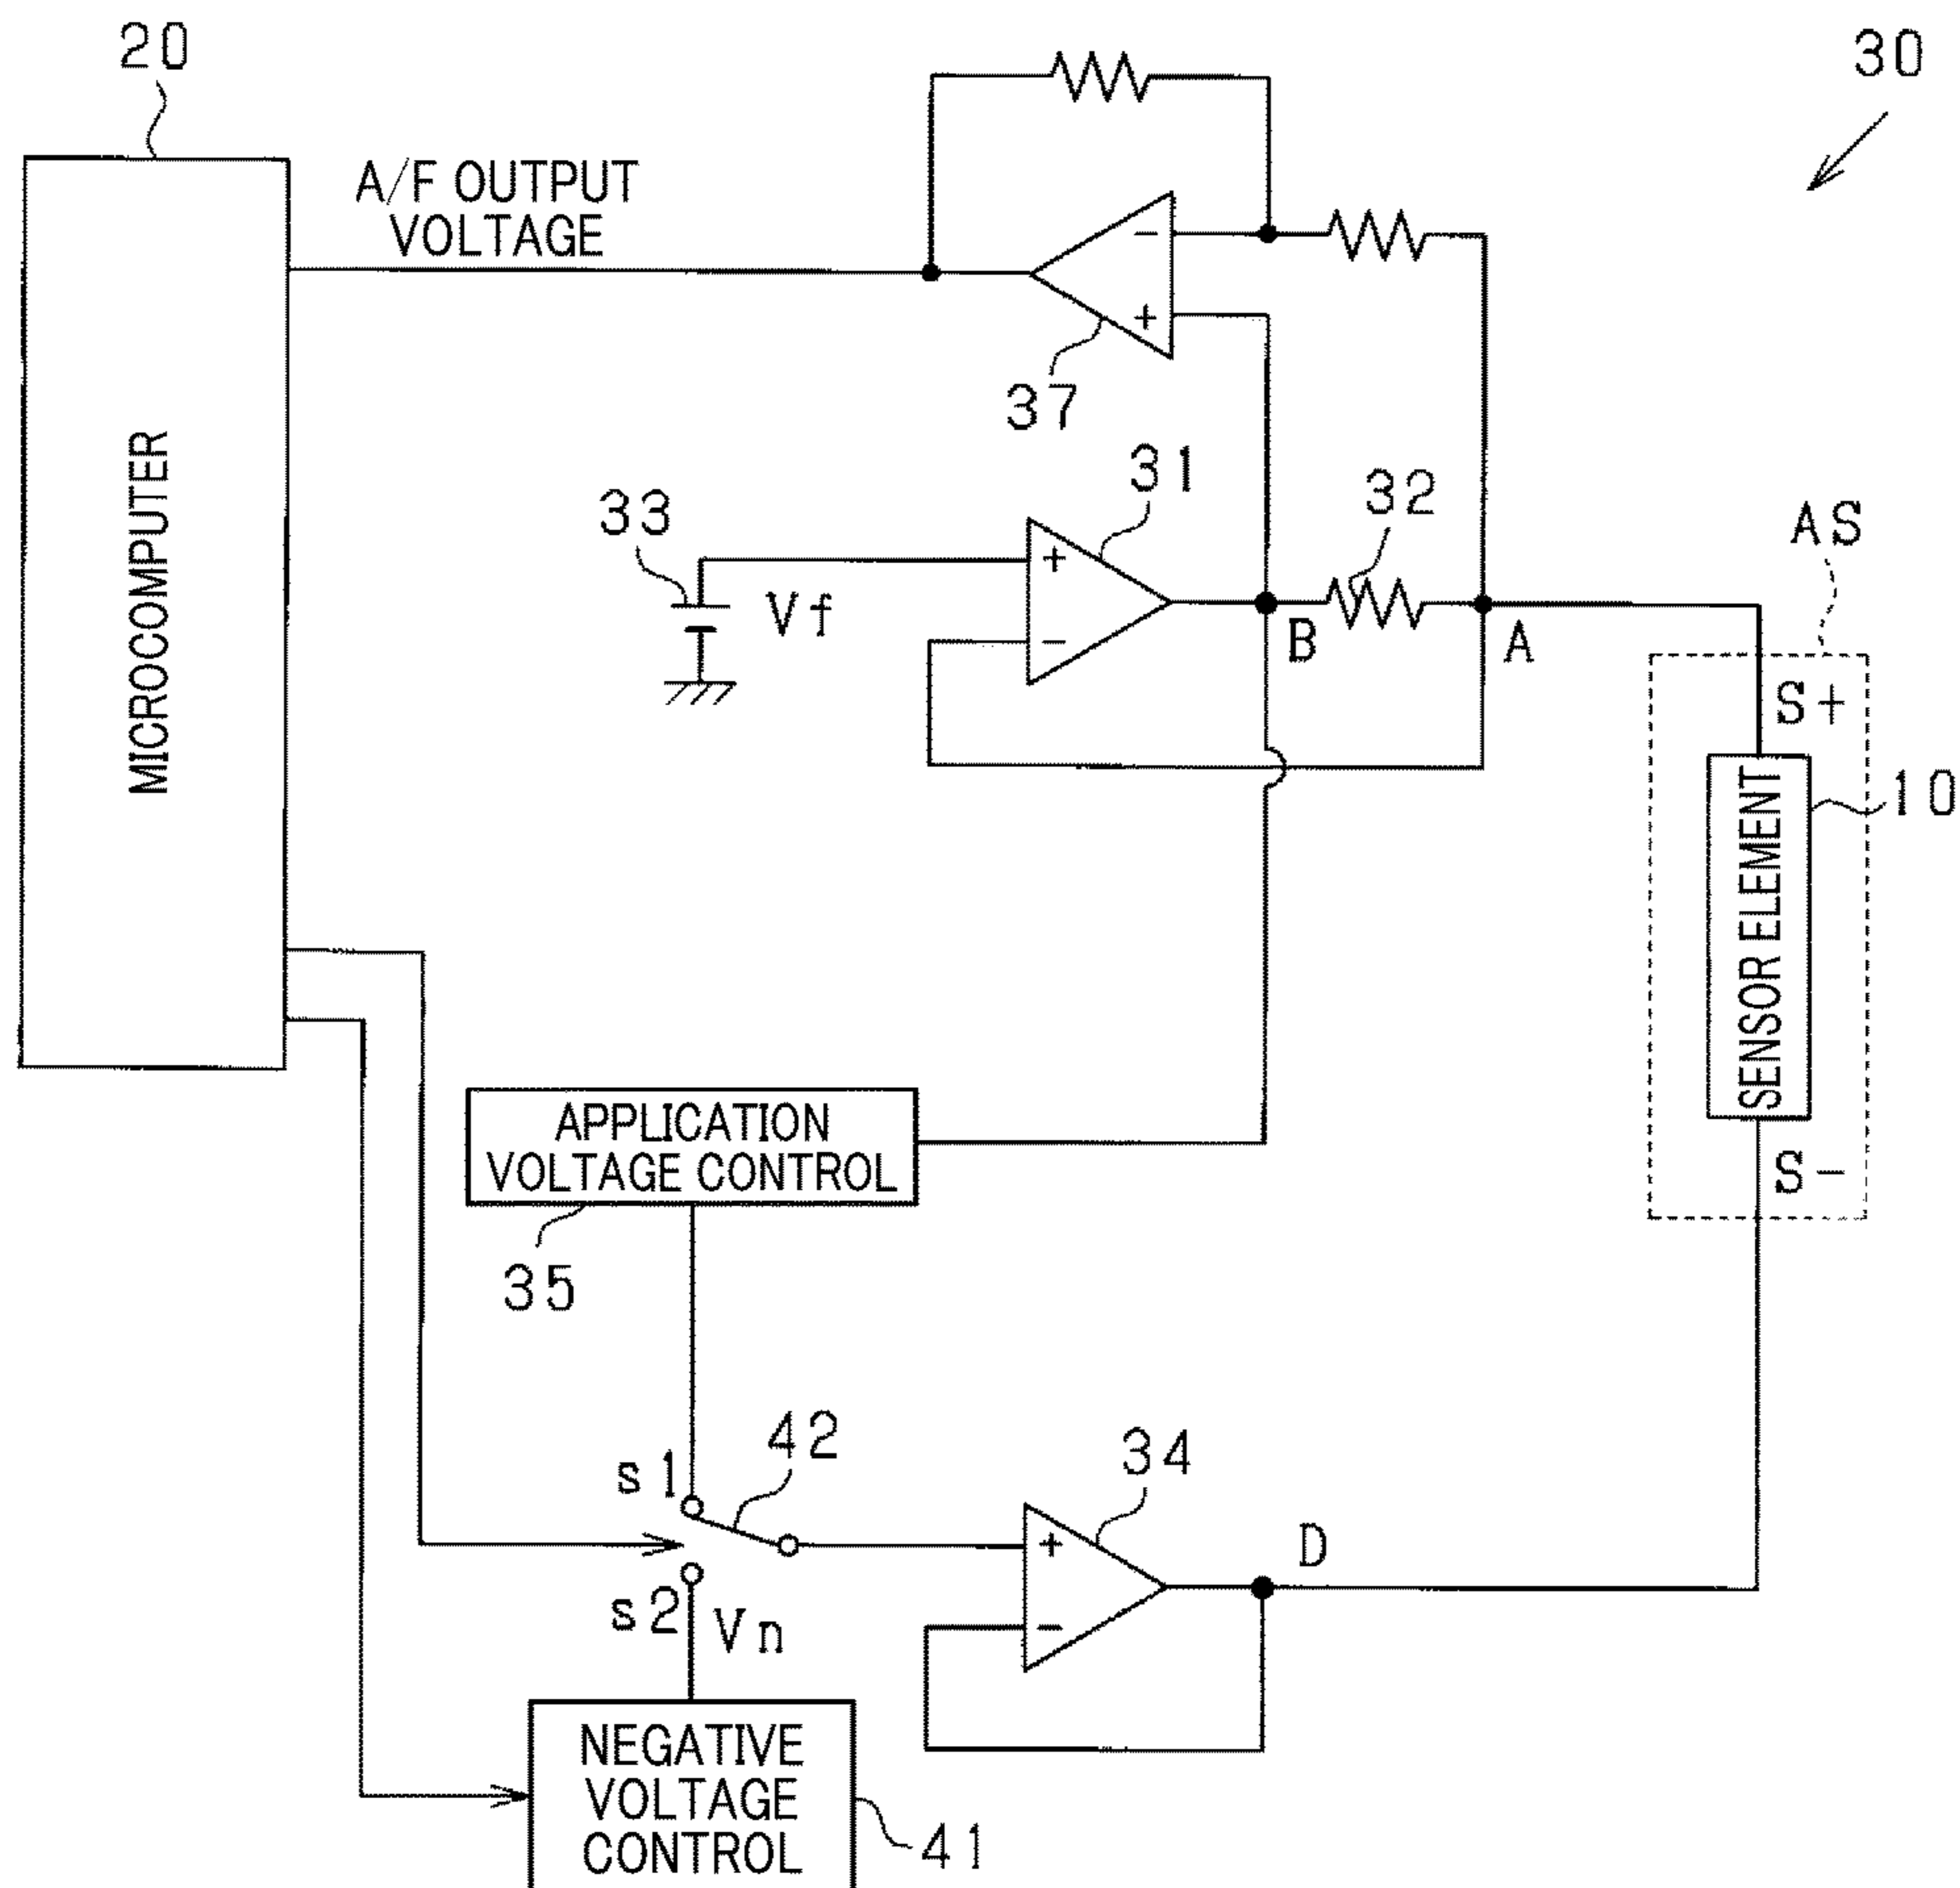 20
30
A/F OUTPUT
VOLTAGE
-
+
37
MICROCOMPUTER
31
32
33
AS
Vf
+
-
B
A
S+
SENSOR ELEMENT
10
S-
APPLICATION
VOLTAGE CONTROL
35
42
s1
34
+
-
D
s2
Vn
NEGATIVE
VOLTAGE
CONTROL
41